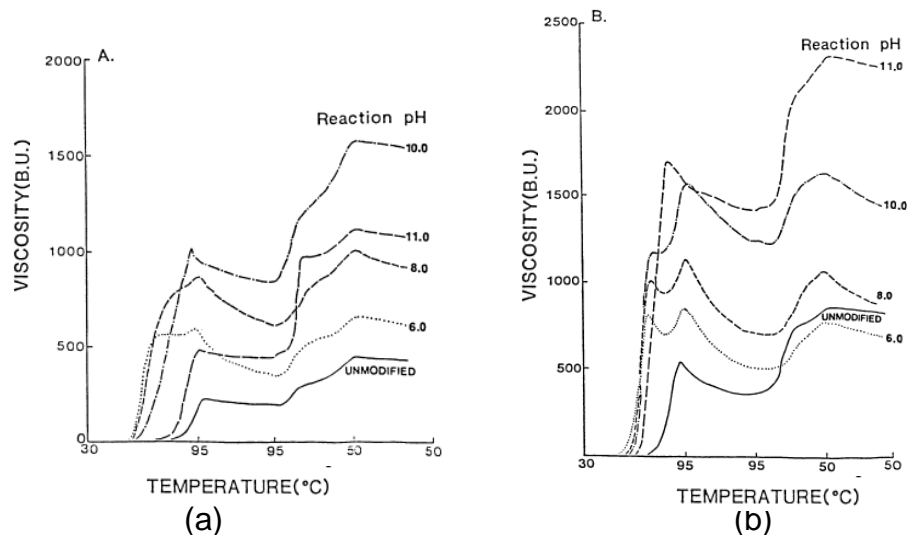 A.
2000
1500
1000
500
0
VISCOSITY(B.U.)
Reaction pH
10.0
11.0
8.0
6.0
UNMODIFIED
30
95
95
50
50
TEMPERATURE(°C)
(a)
B.
2500
2000
1500
1000
500
VISCOSITY(B.U.)
Reaction pH
11.0
10.0
8.0
UNMODIFIED
6.0
30
95
95
50
50
TEMPERATURE(°C)
(b)